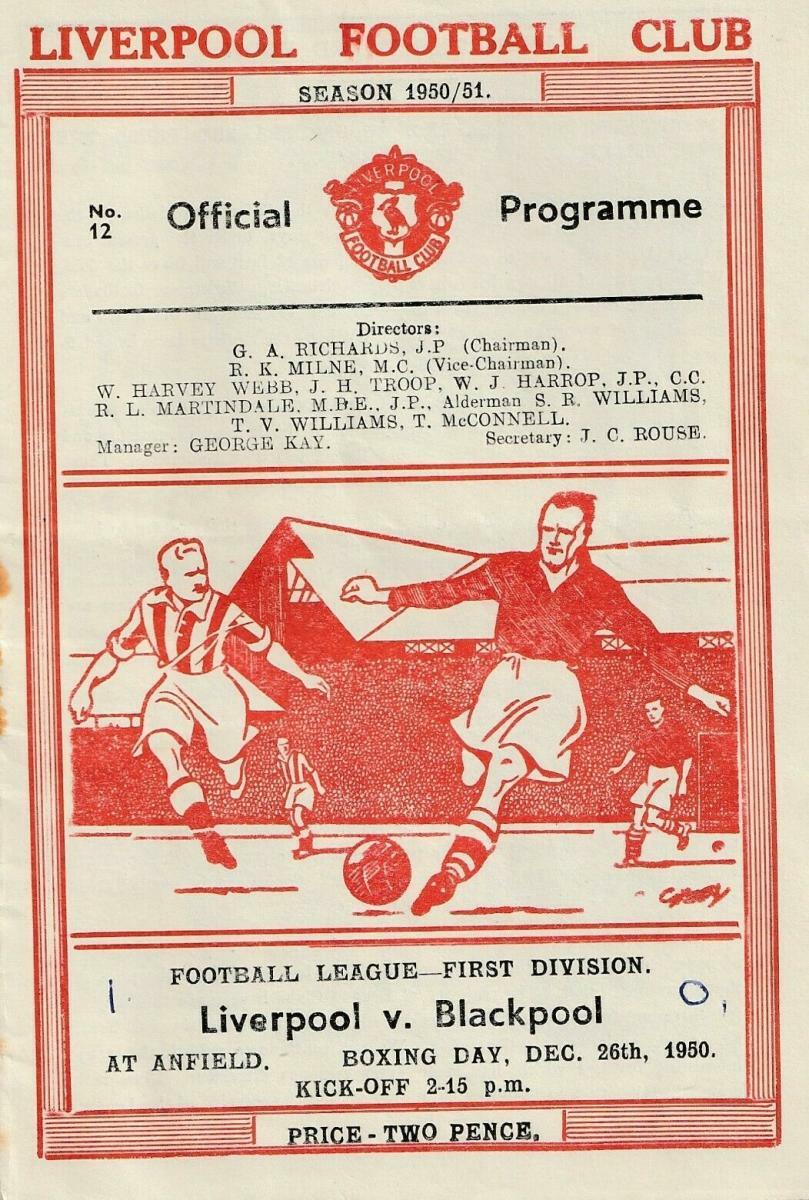 LIVERPOOL FOOTBALL CLUB
SEASON 1950/51.
No. 12
Official
LIVERPOOL
FOOTBALL CLUB
Programme
Directors:
G. A. RICHARDS, J.P (Chairman).
R. K. MILNE, M.C. (Vice-Chairman).
W. HARVEY WEBB, J. H. TROOP, W. J. HARROP, J.P., C.C.
R. L. MARTINDALE. M.B.E., J.P., Alderman S. R. WILLIAMS,
T. V. WILLIAMS, T. McCONNELL.
Manager: GEORGE KAY. Secretary: J. C. ROUSE.
FOOTBALL LEAGUE—FIRST DIVISION.
1 0
Liverpool v. Blackpool
AT ANFIELD. BOXING DAY, DEC. 26th, 1950.
KICK-OFF 2-15 p.m.
PRICE - TWO PENCE.